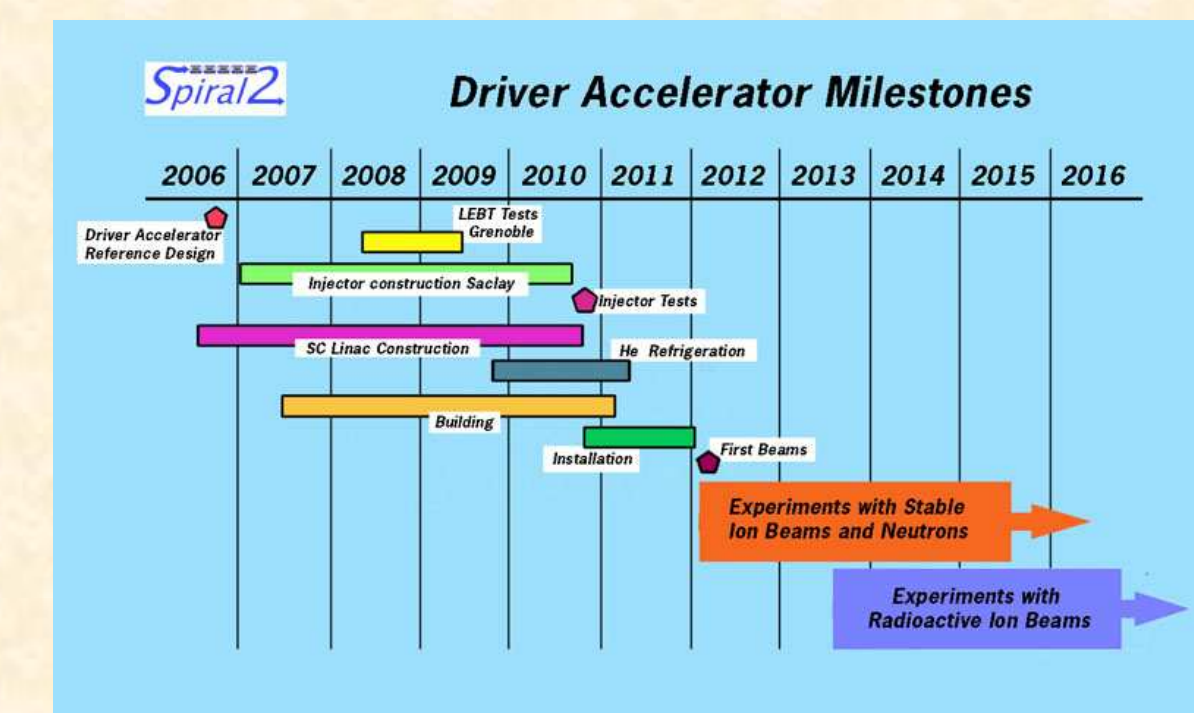 Spiral2
Driver Accelerator Milestones
2006 2007 2008 2009 2010 2011 2012 2013 2014 2015 2016
Driver Accelerator
Reference Design
LEBT Tests
Grenoble
Injector construction Saclay
Injector Tests
SC Linac Construction
He Refrigeration
Building
Installation
First Beams
Experiments with Stable
Ion Beams and Neutrons
Experiments with
Radioactive Ion Beams